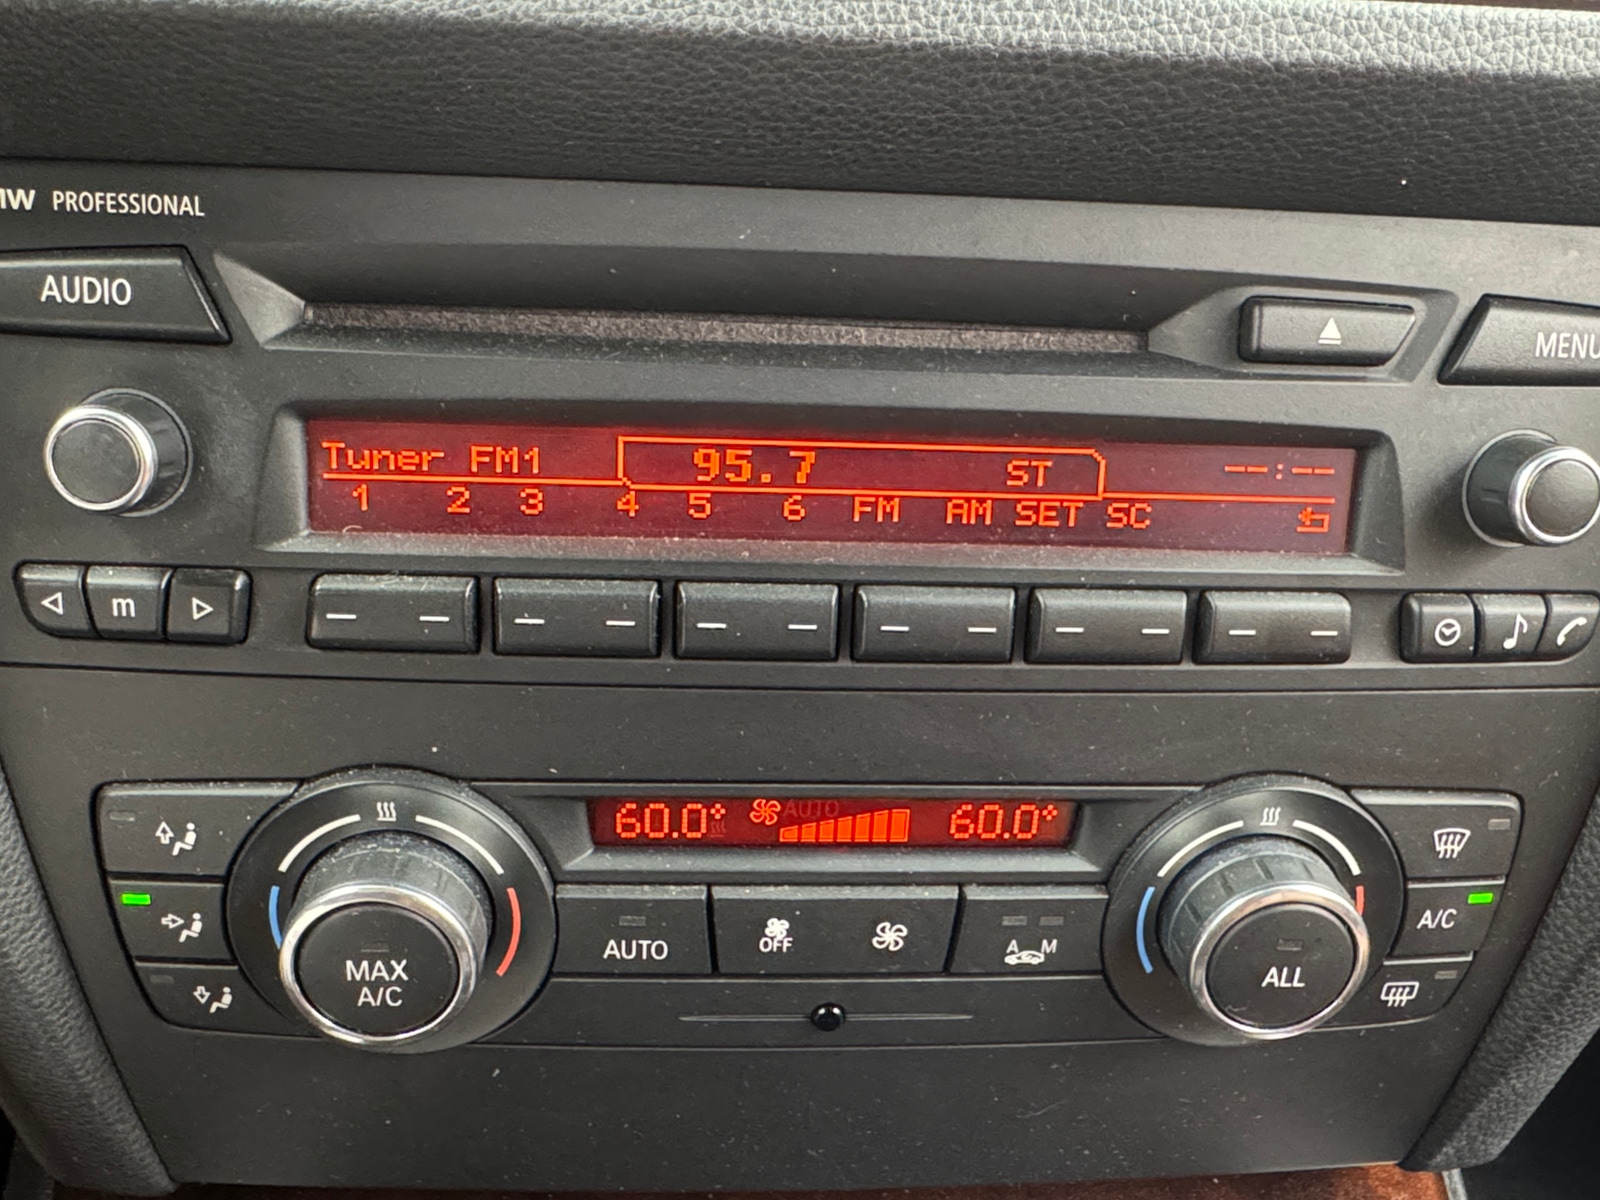 MW PROFESSIONAL
AUDIO
MENU
Tuner FM1 95.7 ST --:--
1 2 3 4 5 6 FM AM SET SC
m
60.0° AUTO 60.0°
MAX
A/C
AUTO
OFF
A M
ALL
A/C